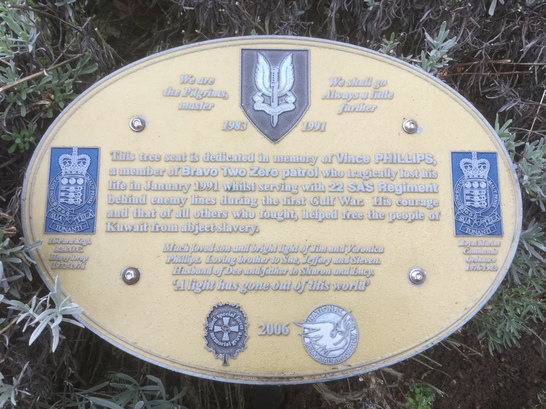 We are
the Pilgrims,
master
We shall go
Always a little
further
1983 1991
This tree seat is dedicated in memory of Vince PHILLIPS,
a member of Bravo Two Zero patrol who tragically lost his
life in January 1991 whilst serving with 22 SAS Regiment
behind enemy lines during the first Gulf War. His courage
and that of all others who fought, helped free the people of
Kuwait from abject slavery.
Much loved son and bright light of Jim and Veronica
Phillips. Loving brother to Sue, Jeffery and Steven.
Husband of Dee and father to Sharon and Lucy.
'A light has gone out of this world'
Royal Marine
Commando
2006